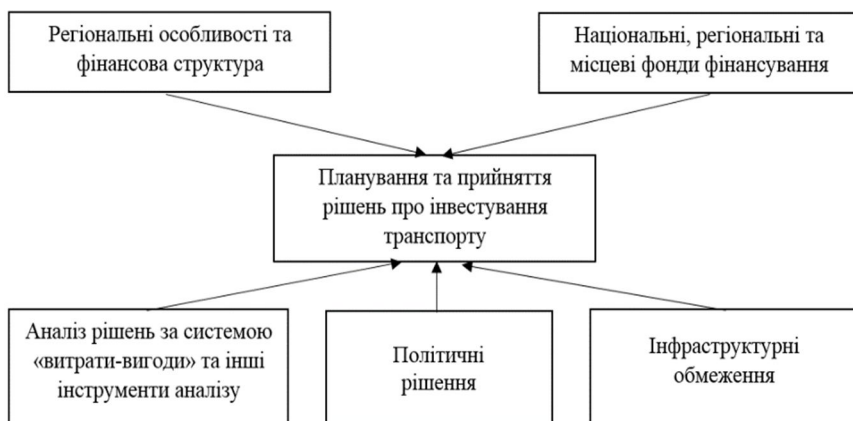 Регіональні особливості та
фінансова структура
Національні, регіональні та
місцеві фонди фінансування
Планування та прийняття
рішень про інвестування
транспорту
Аналіз рішень за системою
«витрати-вигоди» та інші
інструменти аналізу
Політичні
рішення
Інфраструктурні
обмеження